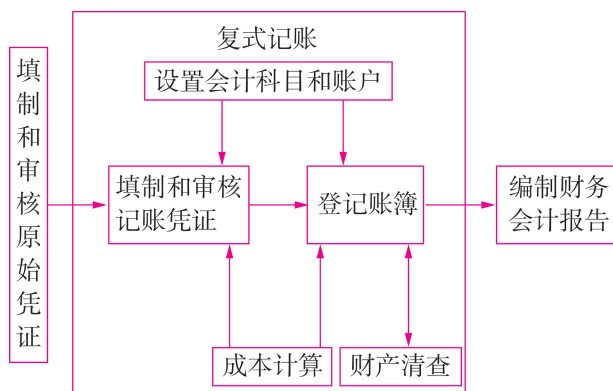 填制和审核原始凭证
复式记账
设置会计科目和账户
填制和审核
记账凭证
登记账簿
编制财务
会计报告
成本计算
财产清查